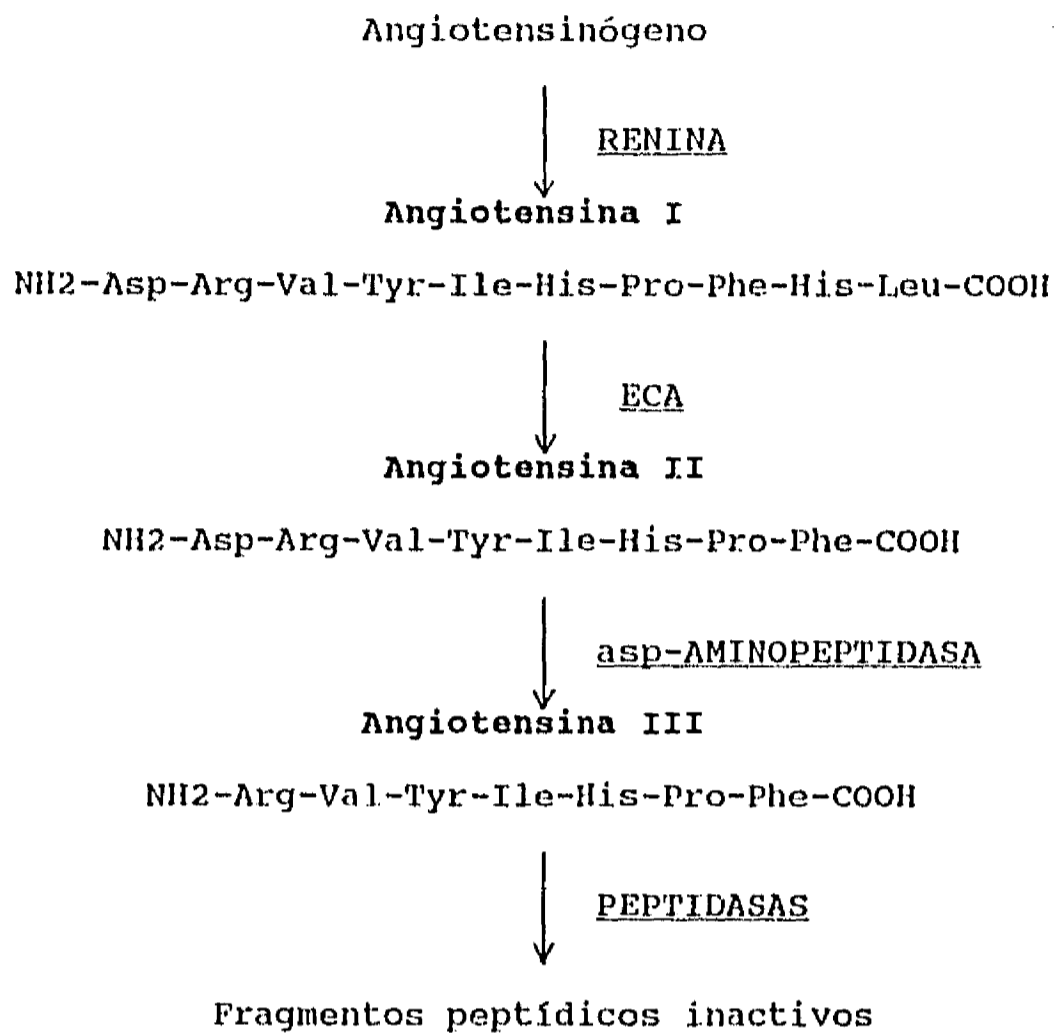 Angiotensinógeno
RENINA
Angiotensina I
NH2-Asp-Arg-Val-Tyr-Ile-His-Pro-Phe-His-Leu-COOH
ECA
Angiotensina II
NH2-Asp-Arg-Val-Tyr-Ile-His-Pro-Phe-COOH
asp-AMINOPEPTIDASA
Angiotensina III
NH2-Arg-Val-Tyr-Ile-His-Pro-Phe-COOH
PEPTIDASAS
Fragmentos peptídicos inactivos